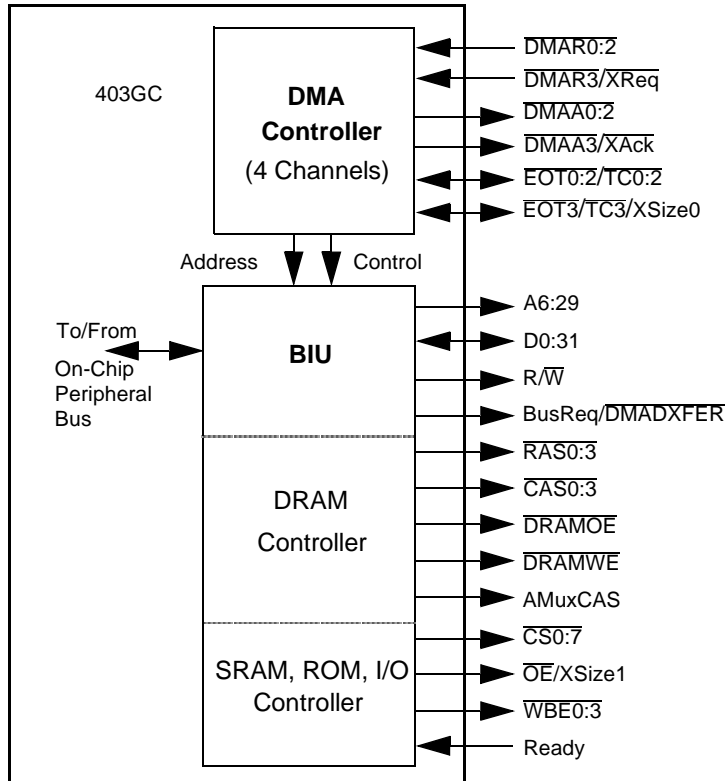 403GC
DMA
Controller
(4 Channels)
DMAR0:2
DMAR3/XReq
DMAA0:2
DMAA3/XAck
EOT0:2/TC0:2
EOT3/TC3/XSize0
Address
Control
To/From
On-Chip
Peripheral
Bus
BIU
A6:29
D0:31
R/W
BusReq/DMADXFER
DRAM
Controller
RAS0:3
CAS0:3
DRAMOE
DRAMWE
AMuxCAS
SRAM, ROM, I/O
Controller
CS0:7
OE/XSize1
WBE0:3
Ready